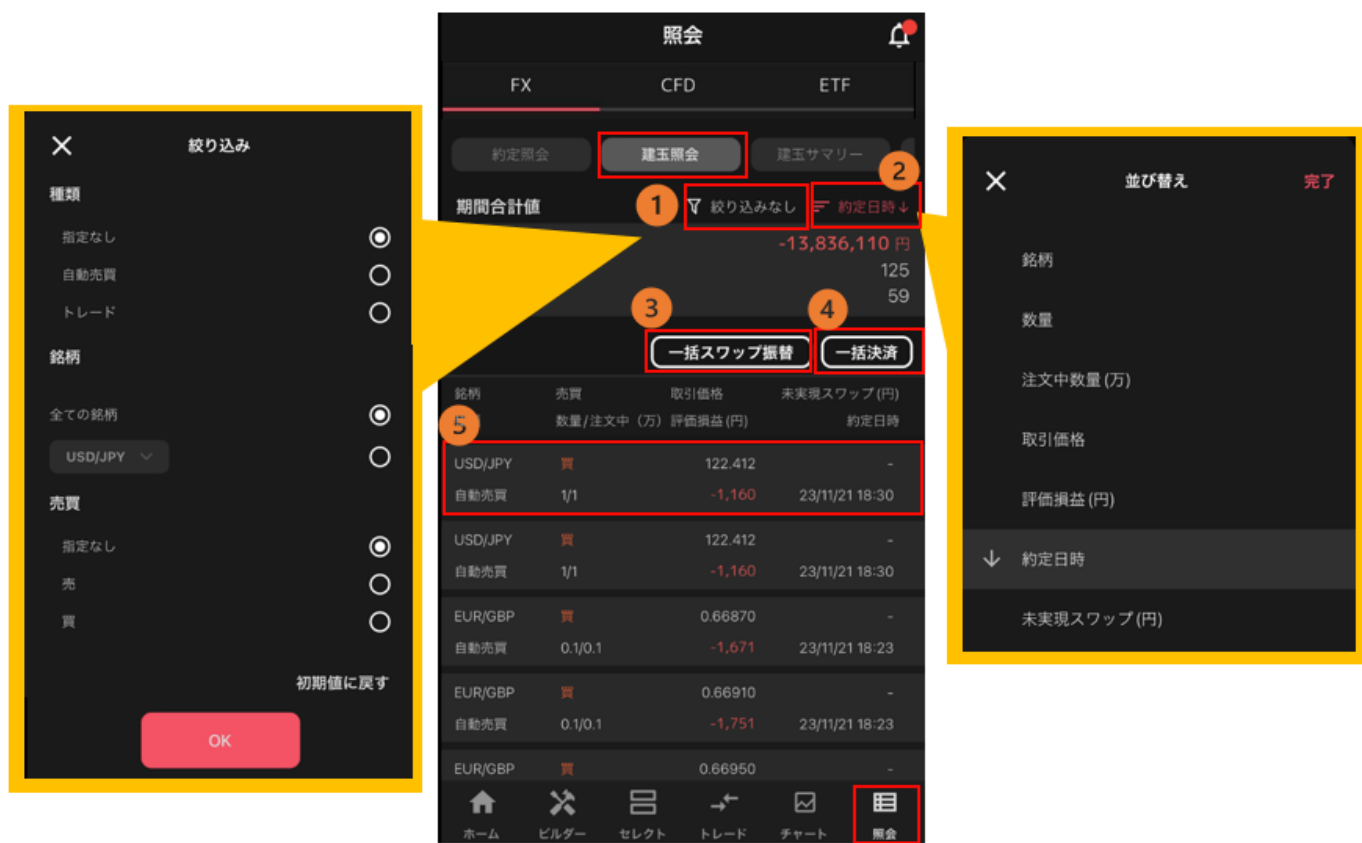 絞り込み
種類
指定なし
自動売買
トレード
銘柄
全ての銘柄
USD/JPY
売買
指定なし
売
買
初期値に戻す
OK
照会
FX CFD ETF
約定照会 建玉照会 建玉サマリー
期間合計値 1 絞り込みなし 2 約定日時↓
-13,836,110 円
125
59
3 4
一括スワップ振替 一括決済
銘柄 売買 取引価格 未実現スワップ(円)
5 数量/注文中（万） 評価損益(円) 約定日時
USD/JPY 買 122.412 -
自動売買 1/1 -1,160 23/11/21 18:30
USD/JPY 買 122.412 -
自動売買 1/1 -1,160 23/11/21 18:30
EUR/GBP 買 0.66870 -
自動売買 0.1/0.1 -1,671 23/11/21 18:23
EUR/GBP 買 0.66910 -
自動売買 0.1/0.1 -1,751 23/11/21 18:23
EUR/GBP 買 0.66950 -
ホーム ビルダー セレクト トレード チャート 照会
並び替え 完了
銘柄
数量
注文中数量(万)
取引価格
評価損益(円)
↓ 約定日時
未実現スワップ(円)